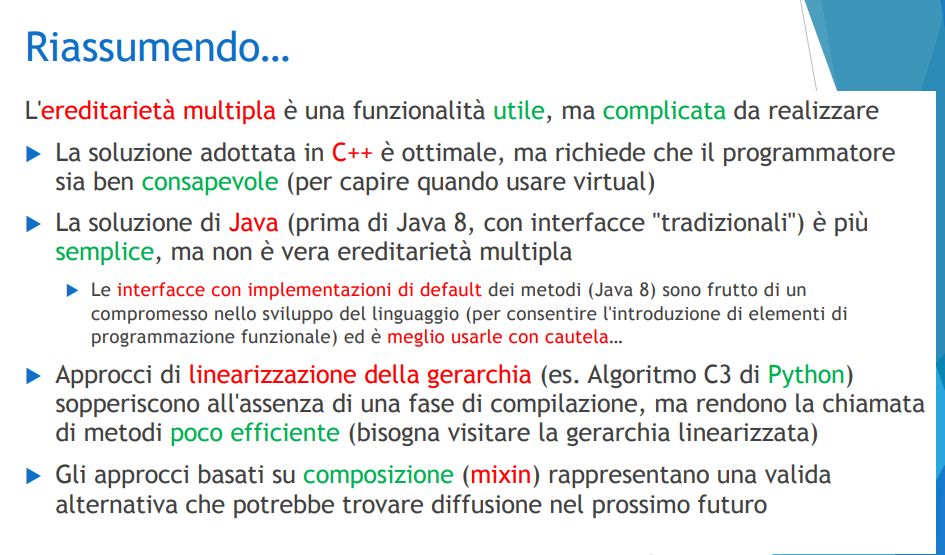 Riassumendo…
L'ereditarietà multipla è una funzionalità utile, ma complicata da realizzare
La soluzione adottata in C++ è ottimale, ma richiede che il programmatore
sia ben consapevole (per capire quando usare virtual)
La soluzione di Java (prima di Java 8, con interfacce "tradizionali") è più
semplice, ma non è vera ereditarietà multipla
Le interfacce con implementazioni di default dei metodi (Java 8) sono frutto di un
compromesso nello sviluppo del linguaggio (per consentire l'introduzione di elementi di
programmazione funzionale) ed è meglio usarle con cautela…
Approcci di linearizzazione della gerarchia (es. Algoritmo C3 di Python)
sopperiscono all'assenza di una fase di compilazione, ma rendono la chiamata
di metodi poco efficiente (bisogna visitare la gerarchia linearizzata)
Gli approcci basati su composizione (mixin) rappresentano una valida
alternativa che potrebbe trovare diffusione nel prossimo futuro